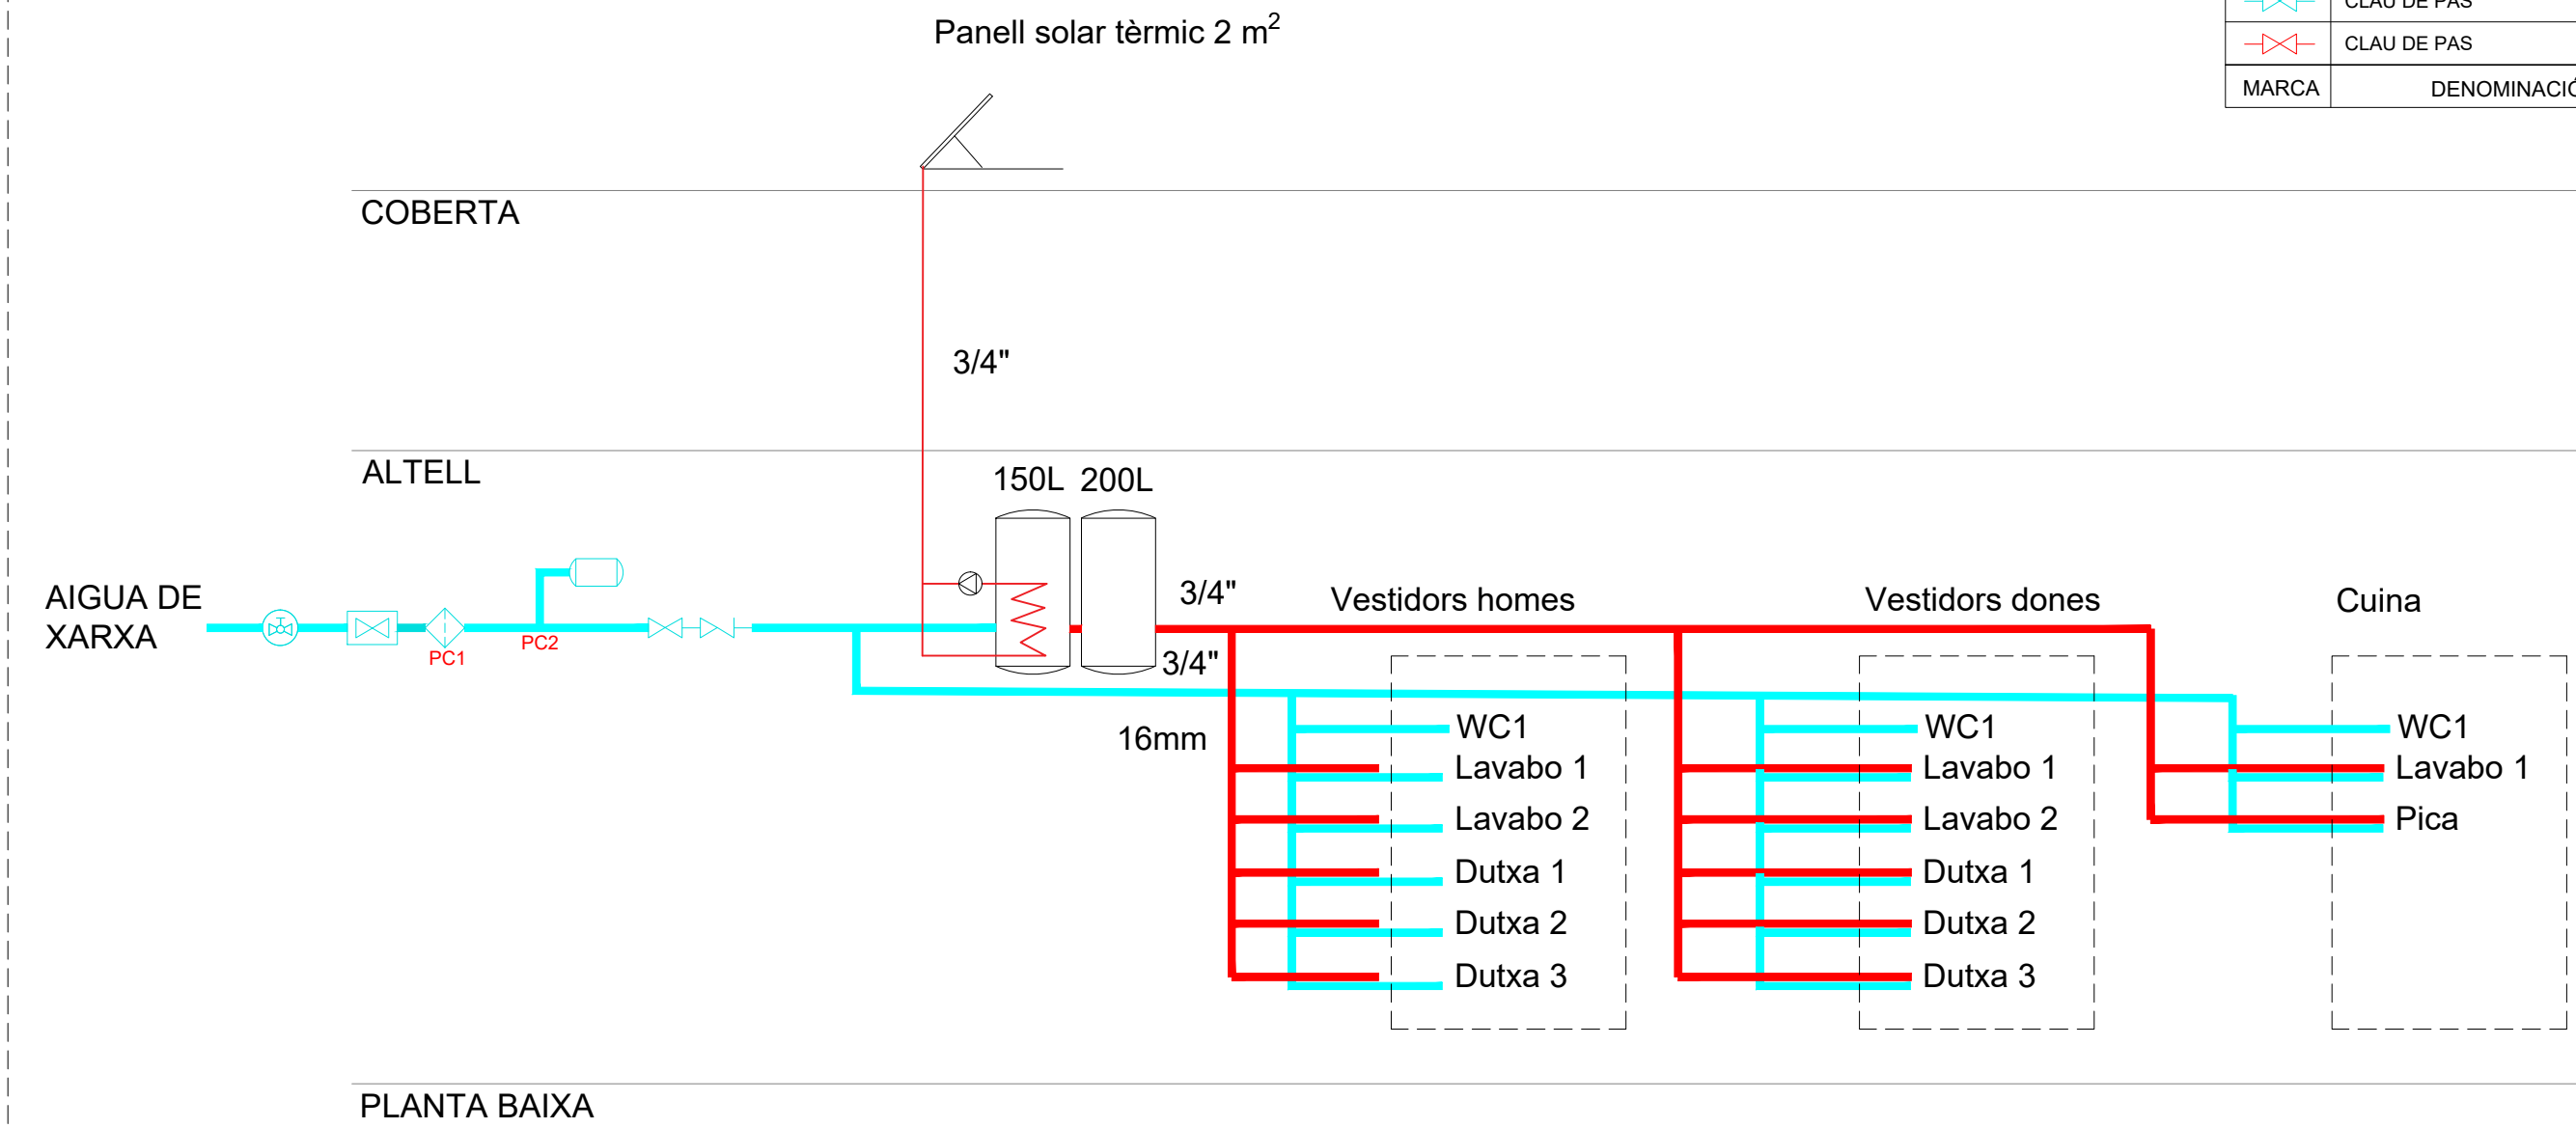 Panell solar tèrmic 2 m²
CLAU DE PAS
CLAU DE PAS
MARCA
COBERTA
3/4"
ALTELL
150L 200L
AIGUA DE
XARXA
PC1
PC2
3/4"
3/4"
16mm
Vestidors homes
WC1
Lavabo 1
Lavabo 2
Dutxa 1
Dutxa 2
Dutxa 3
Vestidors dones
WC1
Lavabo 1
Lavabo 2
Dutxa 1
Dutxa 2
Dutxa 3
Cuina
WC1
Lavabo 1
Pica
PLANTA BAIXA